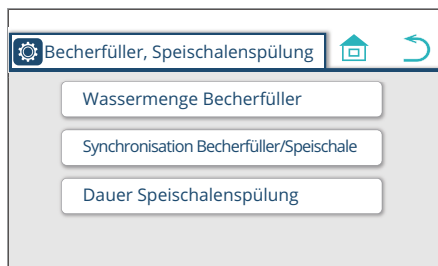 Becherfüller, Speischalenspülung
Wassermenge Becherfüller
Synchronisation Becherfüller/Speischale
Dauer Speischalenspülung